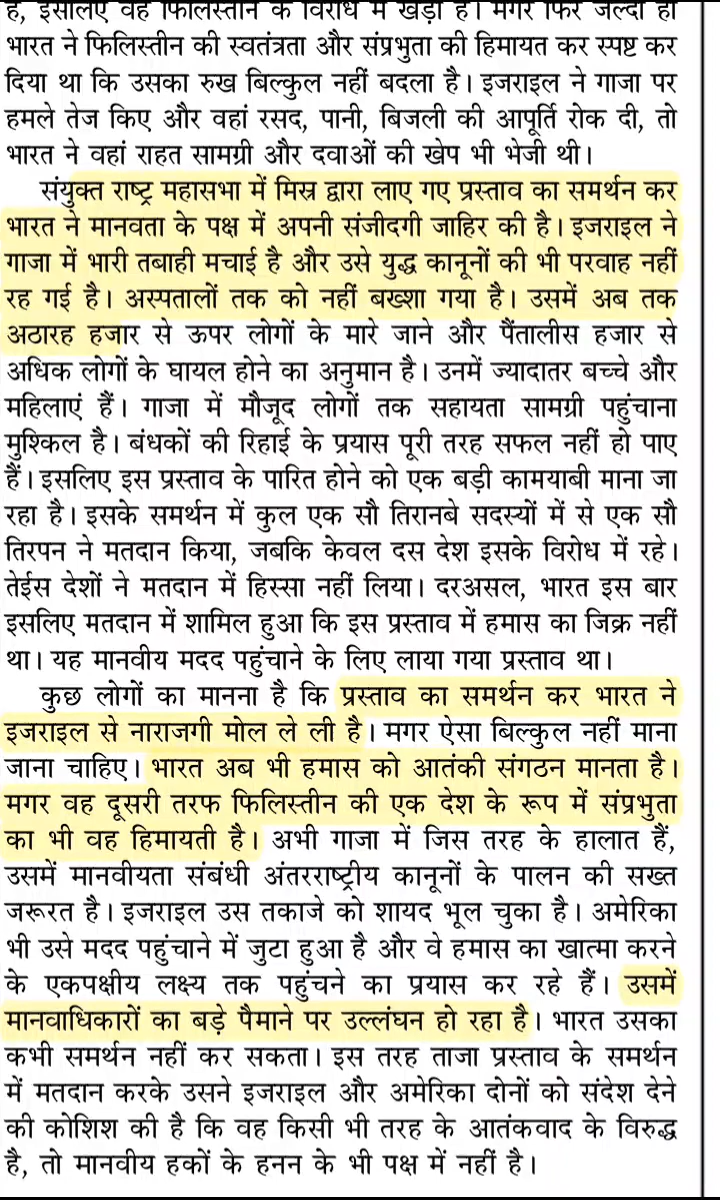 है, इसलिए वह फिलिस्तीन के विरोध में खड़ा है। मगर फिर जल्दी ही
भारत ने फिलिस्तीन की स्वतंत्रता और संप्रभुता की हिमायत कर स्पष्ट कर
दिया था कि उसका रुख बिल्कुल नहीं बदला है। इजराइल ने गाजा पर
हमले तेज किए और वहां रसद, पानी, बिजली की आपूर्ति रोक दी, तो
भारत ने वहां राहत सामग्री और दवाओं की खेप भी भेजी थी।
संयुक्त राष्ट्र महासभा में मिस्र द्वारा लाए गए प्रस्ताव का समर्थन कर
भारत ने मानवता के पक्ष में अपनी संजीदगी जाहिर की है। इजराइल ने
गाजा में भारी तबाही मचाई है और उसे युद्ध कानूनों की भी परवाह नहीं
रह गई है। अस्पतालों तक को नहीं बख्शा गया है। उसमें अब तक
अठारह हजार से ऊपर लोगों के मारे जाने और पैंतालीस हजार से
अधिक लोगों के घायल होने का अनुमान है। उनमें ज्यादातर बच्चे और
महिलाएं हैं। गाजा में मौजूद लोगों तक सहायता सामग्री पहुंचाना
मुश्किल है। बंधकों की रिहाई के प्रयास पूरी तरह सफल नहीं हो पाए
हैं। इसलिए इस प्रस्ताव के पारित होने को एक बड़ी कामयाबी माना जा
रहा है। इसके समर्थन में कुल एक सौ तिरानबे सदस्यों में से एक सौ
तिरपन ने मतदान किया, जबकि केवल दस देश इसके विरोध में रहे।
तेईस देशों ने मतदान में हिस्सा नहीं लिया। दरअसल, भारत इस बार
इसलिए मतदान में शामिल हुआ कि इस प्रस्ताव में हमास का जिक्र नहीं
था। यह मानवीय मदद पहुंचाने के लिए लाया गया प्रस्ताव था।
कुछ लोगों का मानना है कि प्रस्ताव का समर्थन कर भारत ने
इजराइल से नाराजगी मोल ले ली है। मगर ऐसा बिल्कुल नहीं माना
जाना चाहिए। भारत अब भी हमास को आतंकी संगठन मानता है।
मगर वह दूसरी तरफ फिलिस्तीन की एक देश के रूप में संप्रभुता
का भी वह हिमायती है। अभी गाजा में जिस तरह के हालात हैं,
उसमें मानवीयता संबंधी अंतरराष्ट्रीय कानूनों के पालन की सख्त
जरूरत है। इजराइल उस तकाजे को शायद भूल चुका है। अमेरिका
भी उसे मदद पहुंचाने में जुटा हुआ है और वे हमास का खात्मा करने
के एकपक्षीय लक्ष्य तक पहुंचने का प्रयास कर रहे हैं। उसमें
मानवाधिकारों का बड़े पैमाने पर उल्लंघन हो रहा है। भारत उसका
कभी समर्थन नहीं कर सकता। इस तरह ताजा प्रस्ताव के समर्थन
में मतदान करके उसने इजराइल और अमेरिका दोनों को संदेश देने
की कोशिश की है कि वह किसी भी तरह के आतंकवाद के विरुद्ध
है, तो मानवीय हकों के हनन के भी पक्ष में नहीं है।